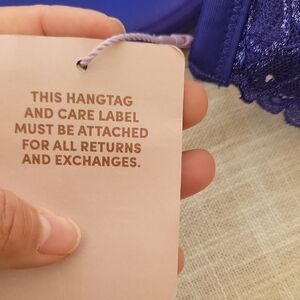 THIS HANGTAG
AND CARE LABEL
MUST BE ATTACHED
FOR ALL RETURNS
AND EXCHANGES.